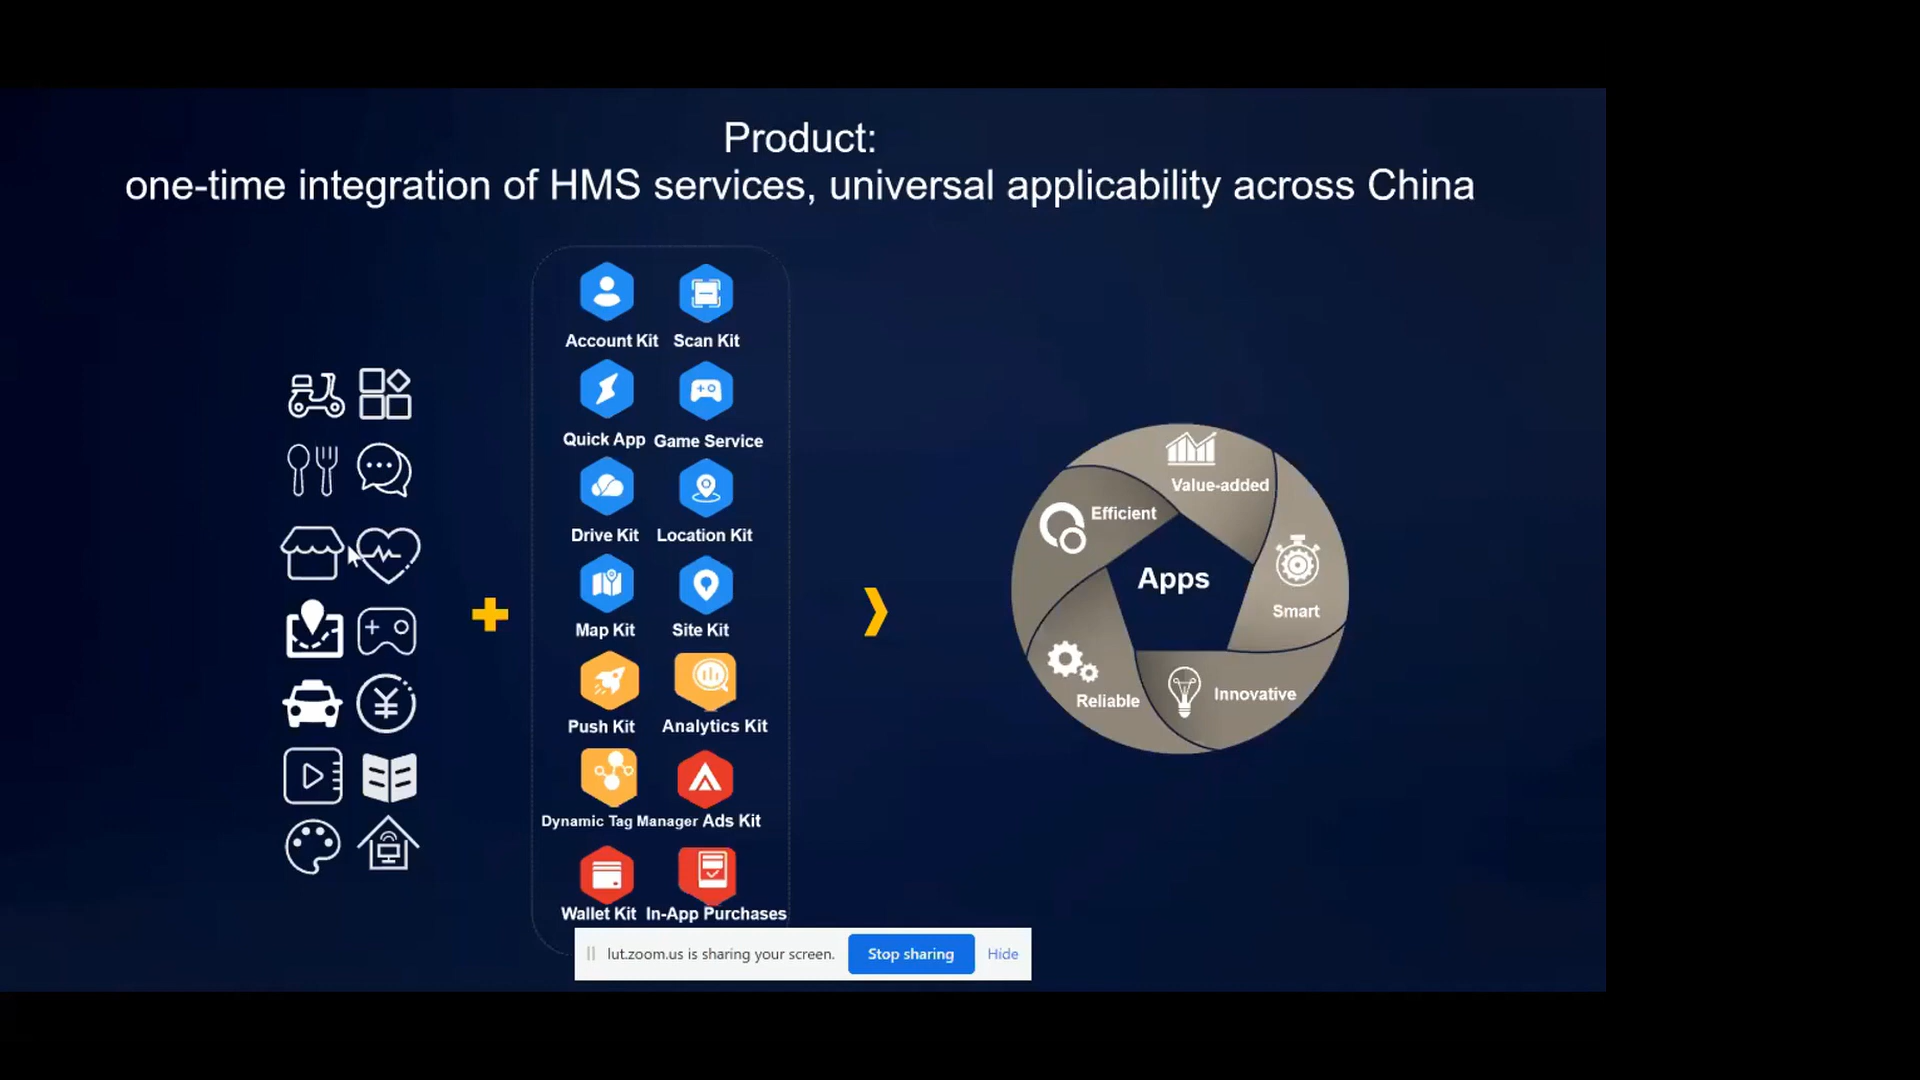 Product:
one-time integration of HMS services, universal applicability across China
Account Kit
Scan Kit
Quick App
Game Service
Drive Kit
Location Kit
Map Kit
Site Kit
Push Kit
Analytics Kit
Dynamic Tag Manager
Ads Kit
Wallet Kit
In-App Purchases
Value-added
Efficient
Apps
Smart
Reliable
Innovative
lut.zoom.us is sharing your screen.
Stop sharing
Hide